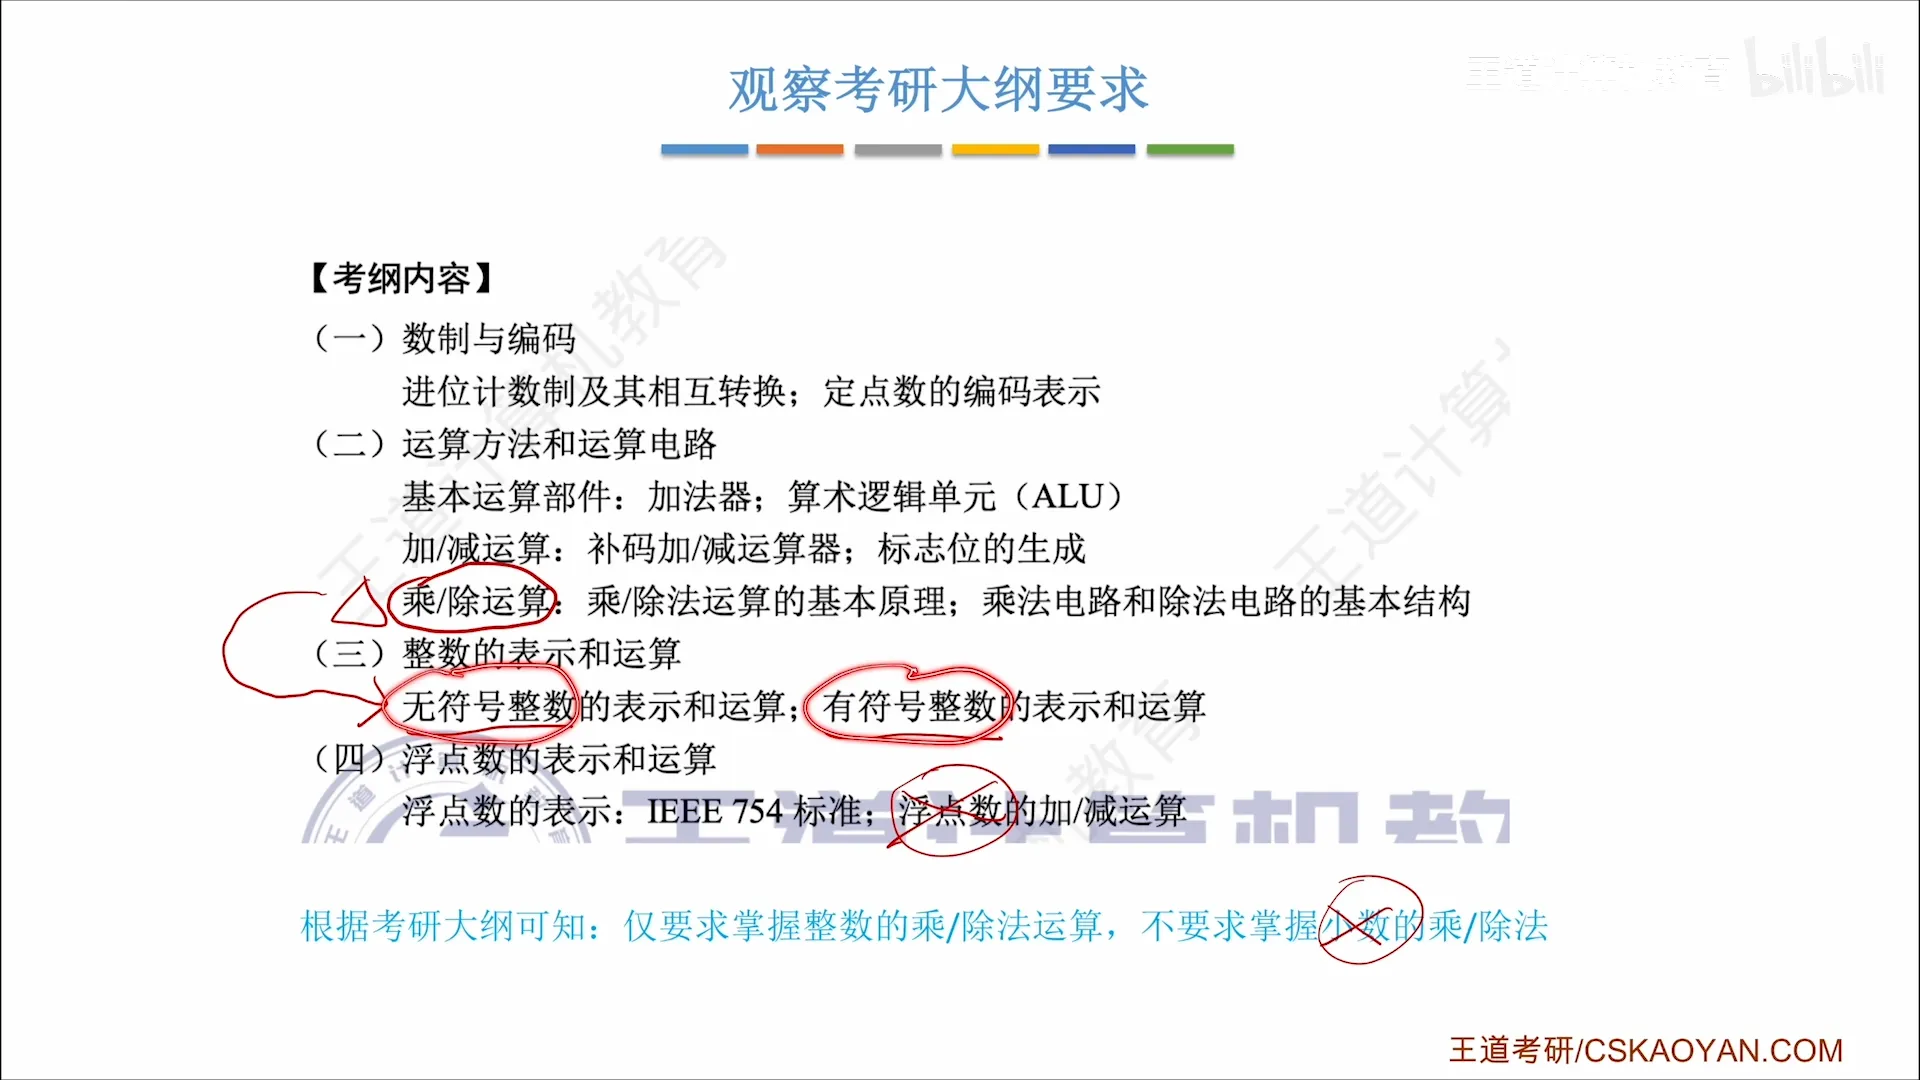 观察考研大纲要求
王道计算机教育 bilibili
【考纲内容】
（一）数制与编码
进位计数制及其相互转换；定点数的编码表示
（二）运算方法和运算电路
基本运算部件：加法器；算术逻辑单元（ALU）
加/减运算：补码加/减运算器；标志位的生成
乘/除运算：乘/除法运算的基本原理；乘法电路和除法电路的基本结构
（三）整数的表示和运算
无符号整数的表示和运算；有符号整数的表示和运算
（四）浮点数的表示和运算
浮点数的表示：IEEE 754 标准；浮点数的加/减运算
根据考研大纲可知：仅要求掌握整数的乘/除法运算，不要求掌握小数的乘/除法
王道考研/CSKAOYAN.COM